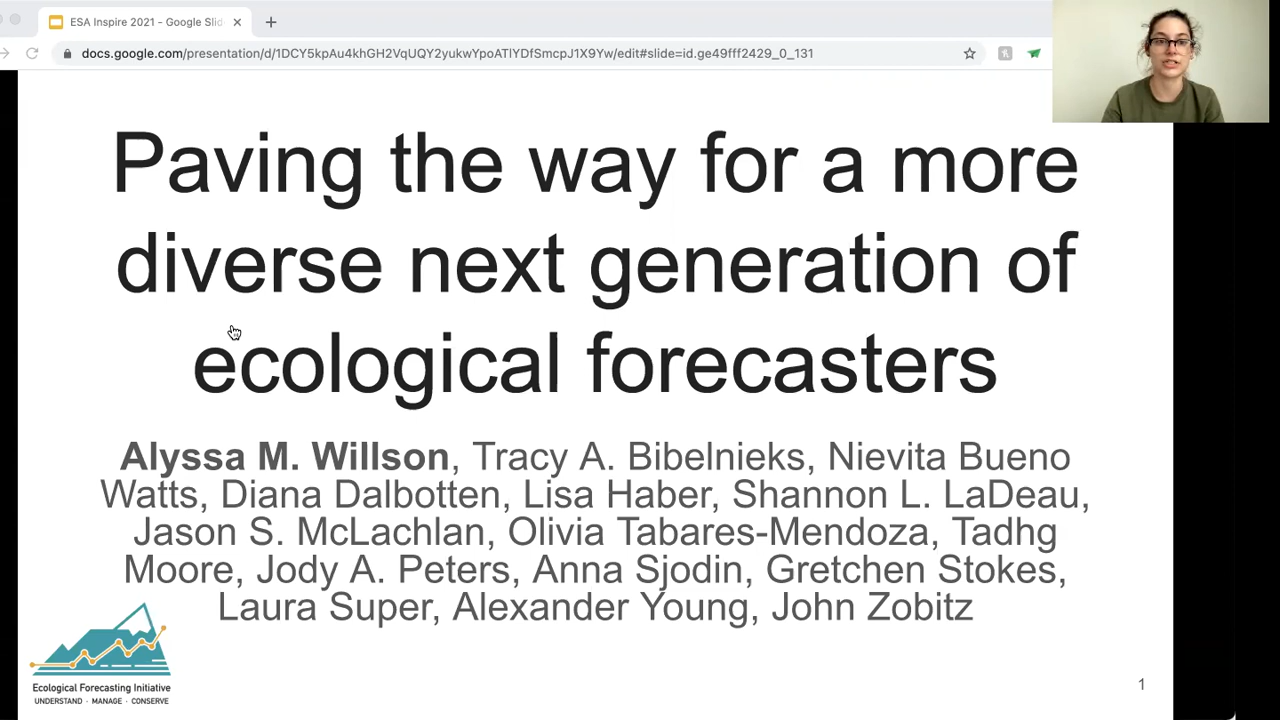 ESA Inspire 2021 - Google Slid
docs.google.com/presentation/d/1DCY5kpAu4khGH2VqUQY2yuwwYkoATlYDfSmcpJ1X9Yw/edit#slide=id.ge49fff2429_0_131
Paving the way for a more
diverse next generation of
ecological forecasters
Alyssa M. Willson, Tracy A. Bibelnieks, Nievita Bueno
Watts, Diana Dalbotten, Lisa Haber, Shannon L. LaDeau,
Jason S. McLachlan, Olivia Tabares-Mendoza, Tadhg
Moore, Jody A. Peters, Anna Sjodin, Gretchen Stokes,
Laura Super, Alexander Young, John Zobitz
Ecological Forecasting Initiative
UNDERSTAND · MANAGE · CONSERVE
1